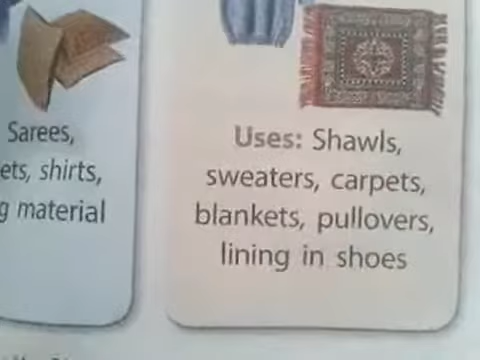 Sarees,
ets, shirts,
g material
Uses: Shawls,
sweaters, carpets,
blankets, pullovers,
lining in shoes